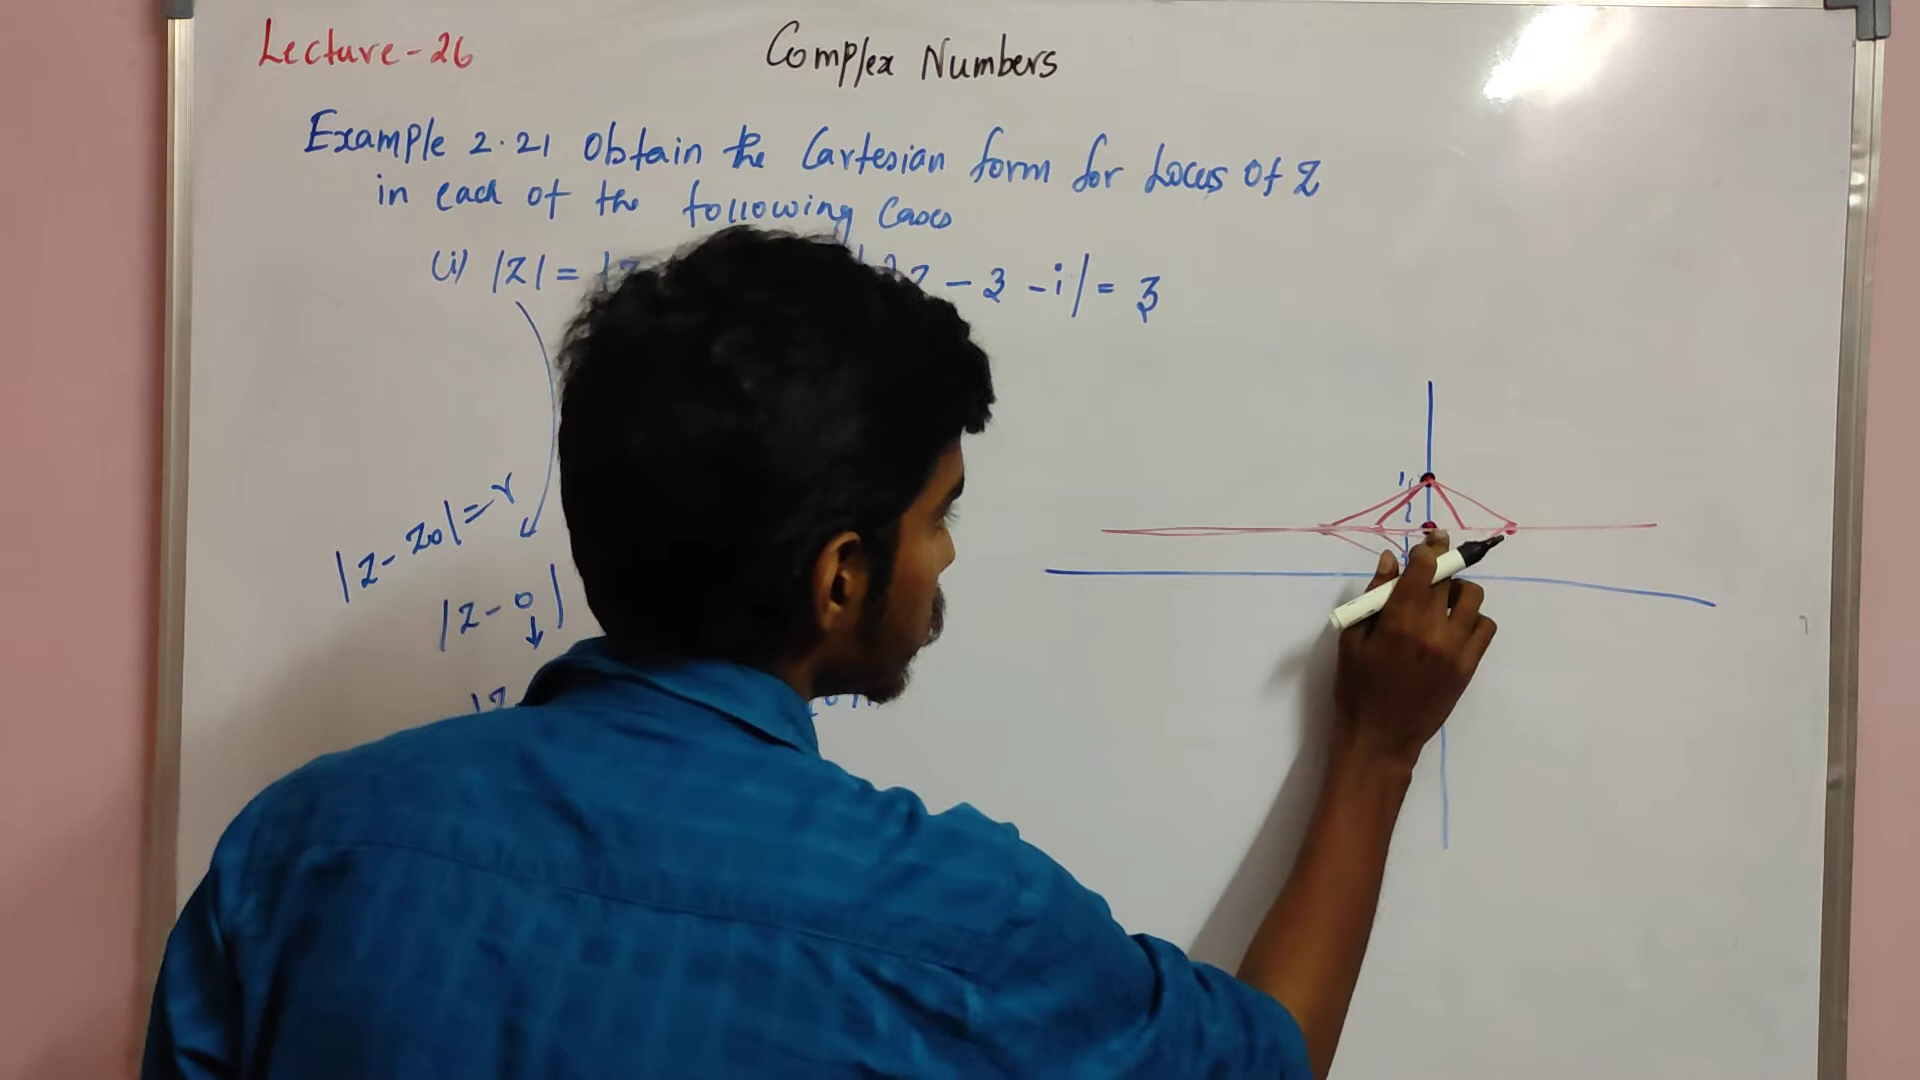 Lecture-26
Complex Numbers
Example 2.21 Obtain the Cartesian form for Locus of Z
in each of the following cases
(i) |Z| = |Z
- 3 - i| = 3
|z - z0| = r
|z - 0|
|z